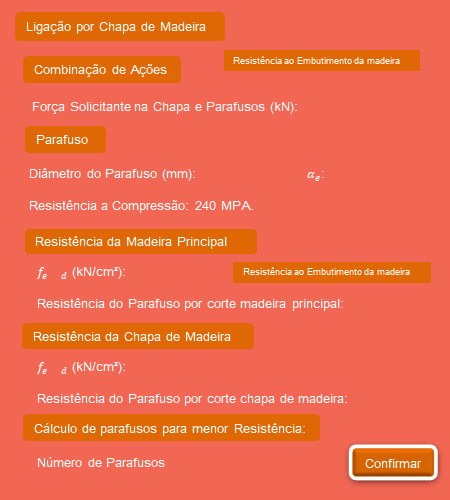 Ligação por Chapa de Madeira
Resistência ao Embutimento da madeira
Combinação de Ações
Força Solicitante na Chapa e Parafusos (kN):
Parafuso
Diâmetro do Parafuso (mm): αₑ:
Resistência a Compressão: 240 MPA.
Resistência da Madeira Principal
fₑ d (kN/cm²): Resistência ao Embutimento da madeira
Resistência do Parafuso por corte madeira principal:
Resistência da Chapa de Madeira
fₑ d (kN/cm²):
Resistência do Parafuso por corte chapa de madeira:
Cálculo de parafusos para menor Resistência:
Número de Parafusos
Confirmar